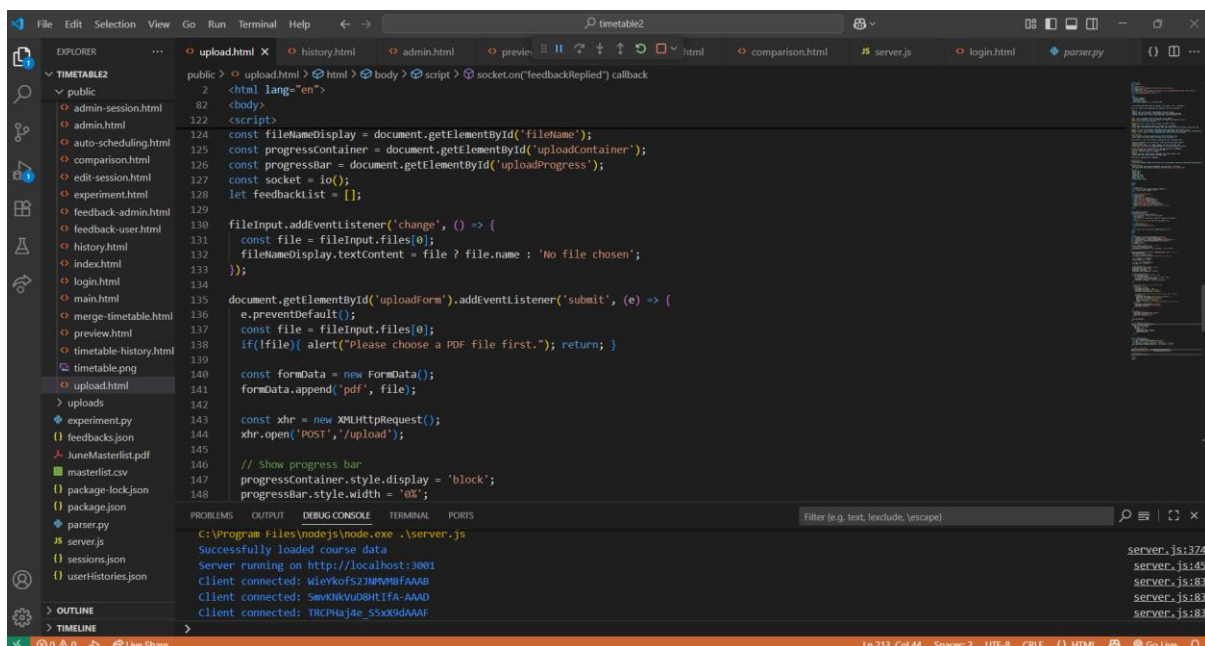 File Edit Selection View Go Run Terminal Help
timetable2
EXPLORER
TIMETABLE2
public
admin-session.html
admin.html
auto-scheduling.html
comparison.html
edit-session.html
experiment.html
feedback-admin.html
feedback-user.html
history.html
index.html
login.html
main.html
merge-timetable.html
preview.html
timetable-history.html
timetable.png
upload.html
uploads
experiment.py
feedbacks.json
JuneMasterlist.pdf
masterlist.csv
package-lock.json
package.json
parser.py
server.js
sessions.json
userHistories.json
OUTLINE
TIMELINE
upload.html history.html admin.html html comparison.html JS server.js login.html parser.py
public > upload.html > html > body > script > socket.on("feedbackReplied") callback
2 <html lang="en">
82 <body>
122 <script>
124 const fileNameDisplay = document.getElementById('fileName');
125 const progressContainer = document.getElementById('uploadContainer');
126 const progressBar = document.getElementById('uploadProgress');
127 const socket = io();
128 let feedbackList = [];
129
130 fileInput.addEventListener('change', () => {
131 const file = fileInput.files[0];
132 fileNameDisplay.textContent = file ? file.name : 'No file chosen';
133 });
134
135 document.getElementById('uploadForm').addEventListener('submit', (e) => {
136 e.preventDefault();
137 const file = fileInput.files[0];
138 if(!file){ alert("Please choose a PDF file first."); return; }
139
140 const formData = new FormData();
141 formData.append('pdf', file);
142
143 const xhr = new XMLHttpRequest();
144 xhr.open('POST','/upload');
145
146 // Show progress bar
147 progressContainer.style.display = 'block';
148 progressBar.style.width = '0%';
PROBLEMS OUTPUT DEBUG CONSOLE TERMINAL PORTS
Filter (e.g. text, !exclude, \escape)
C:\Program Files\nodejs\node.exe .\server.js
Successfully loaded course data server.js:374
Server running on http://localhost:3001 server.js:45
Client connected: server.js:83
Client connected: server.js:83
Client connected: server.js:83
Live Share Ln 213, Col 44 Spaces: 2 UTF-8 CRLF {} HTML Go Live